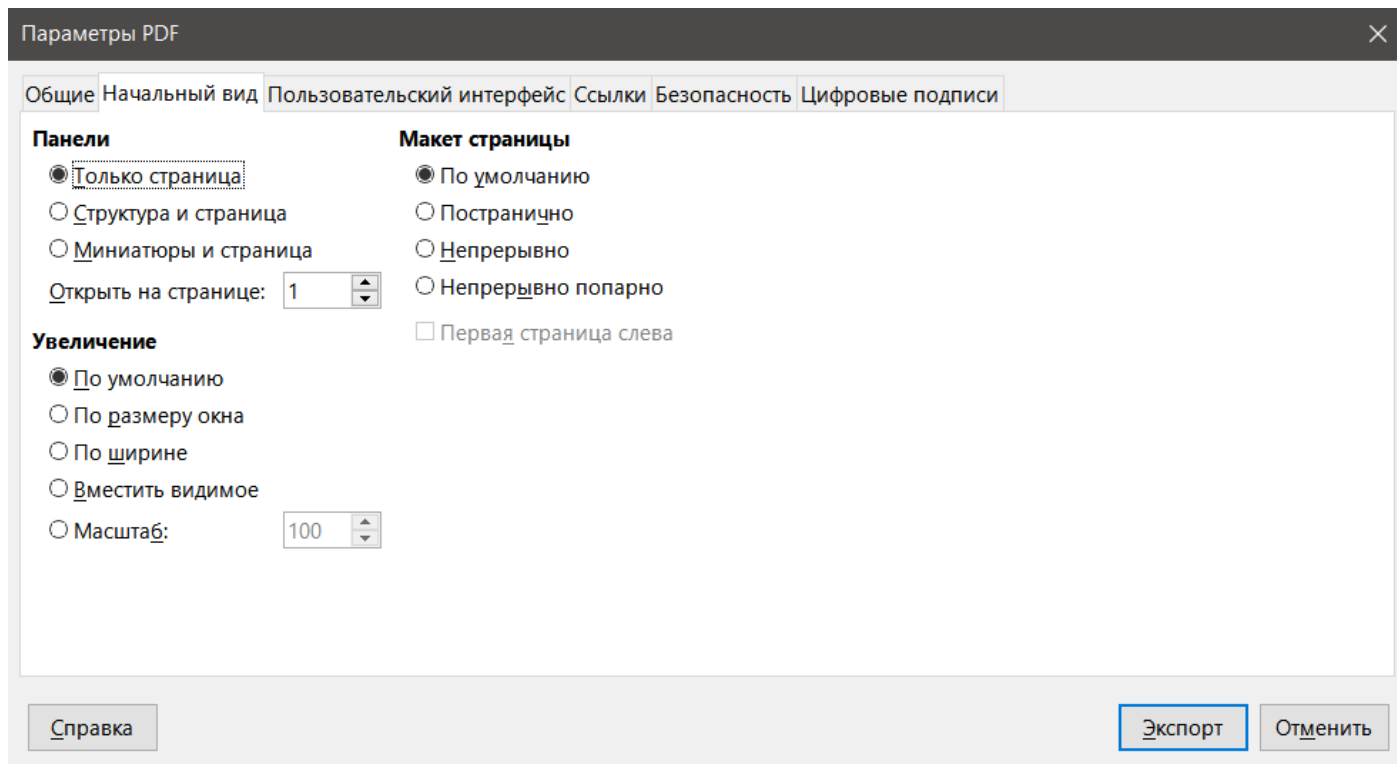 Параметры PDF
Общие Начальный вид Пользовательский интерфейс Ссылки Безопасность Цифровые подписи
Панели
Только страница
Структура и страница
Миниатюры и страница
Открыть на странице: 1
Увеличение
По умолчанию
По размеру окна
По ширине
Вместить видимое
Масштаб: 100
Макет страницы
По умолчанию
Постранично
Непрерывно
Непрерывно попарно
Первая страница слева
Справка
Экспорт
Отменить